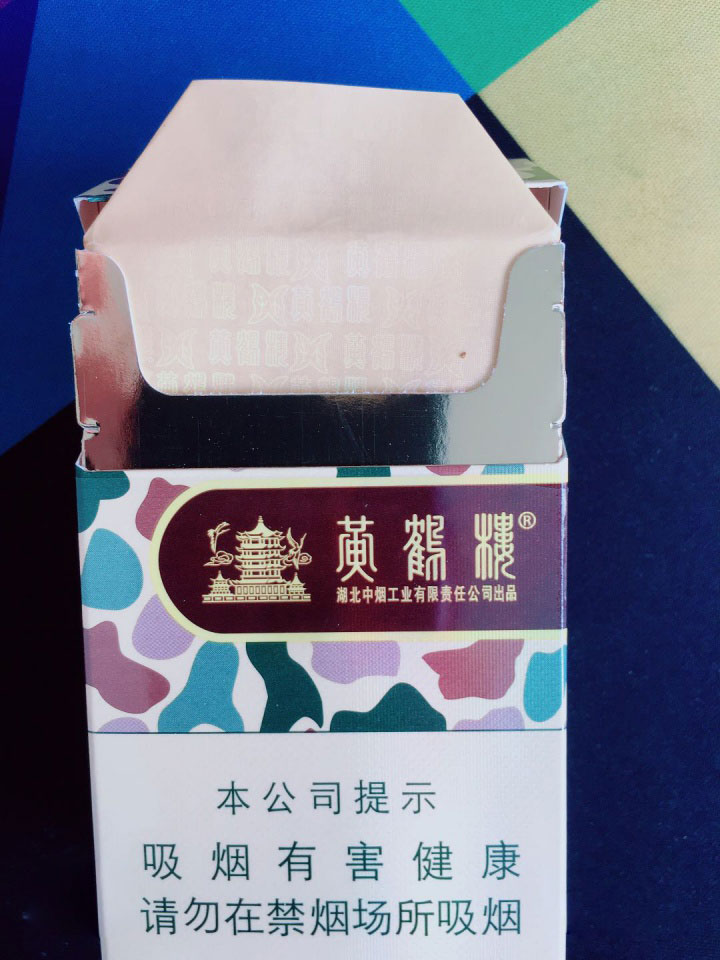 黄鹤楼®
湖北中烟工业有限责任公司出品
本公司提示
吸烟有害健康
请勿在禁烟场所吸烟